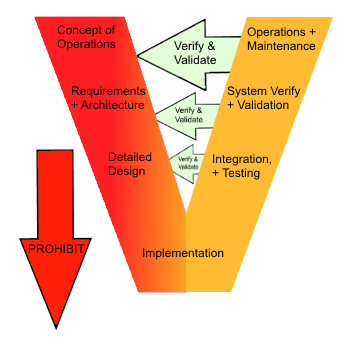 Concept of
Operations
Verify &
Validate
Operations +
Maintenance
Requirements
+ Architecture
Verify &
Validate
System Verify
+ Validation
Detailed
Design
Verify &
Validate
Integration,
+ Testing
PROHIBIT
Implementation